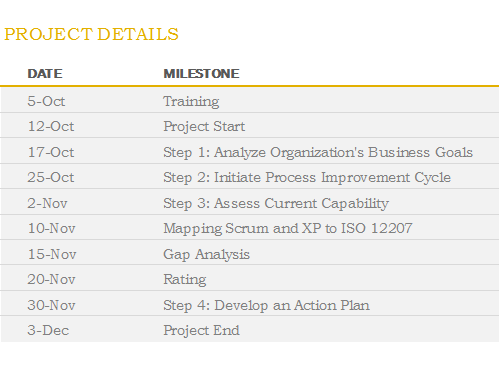 PROJECT DETAILS
DATE MILESTONE
5-Oct Training
12-Oct Project Start
17-Oct Step 1: Analyze Organization's Business Goals
25-Oct Step 2: Initiate Process Improvement Cycle
2-Nov Step 3: Assess Current Capability
10-Nov Mapping Scrum and XP to ISO 12207
15-Nov Gap Analysis
20-Nov Rating
30-Nov Step 4: Develop an Action Plan
3-Dec Project End